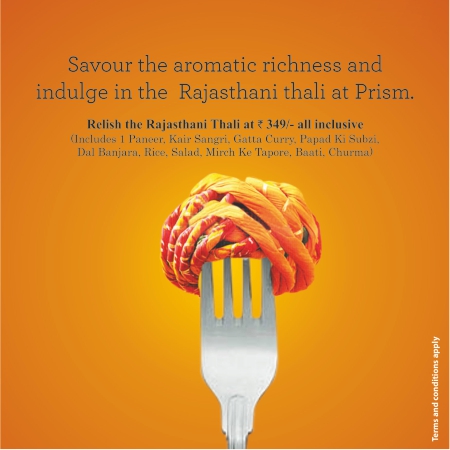 Savour the aromatic richness and
indulge in the Rajasthani thali at Prism.
Relish the Rajasthani Thali at ₹ 349/- all inclusive
(Includes 1 Paneer, Kair Sangri, Gatta Curry, Papad Ki Subzi,
Dal Banjara, Rice, Salad, Mirch Ke Tapore, Baati, Churma)
Terms and conditions apply